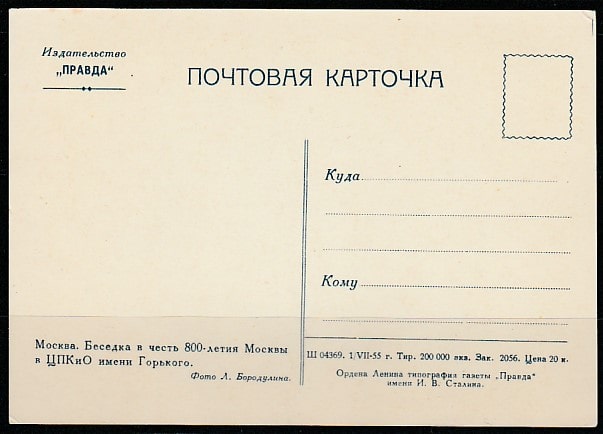 Издательство
„ПРАВДА“
ПОЧТОВАЯ КАРТОЧКА
Куда
Кому
Москва. Беседка в честь 800-летия Москвы
в ЦПКиО имени Горького.
Фото Л. Бородулина.
Ш 04369. 1/VII-55 г. Тир. 200 000 экз. Зак. 2056. Цена 20 к.
Ордена Ленина типография газеты „Правда“
имени И. В. Сталина.